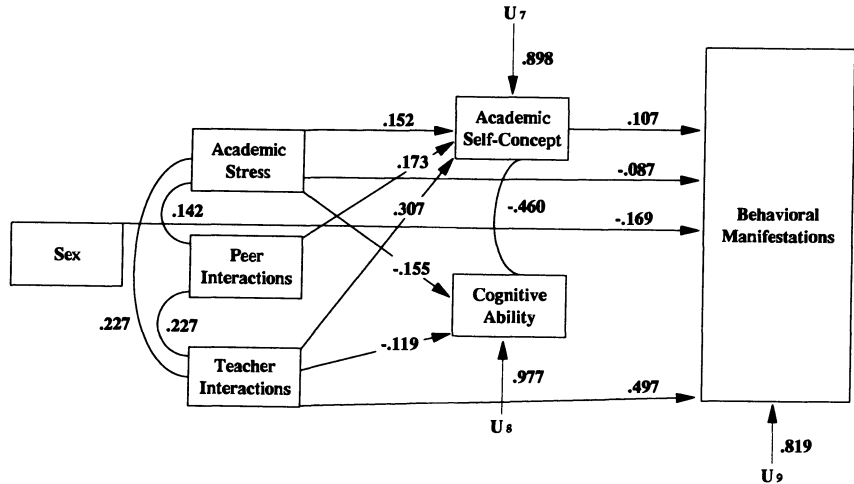 U7
.898
Academic
Self-Concept
.152
.107
Academic
Stress
.173
-.087
.307
-.460
.142
-.169
Behavioral
Manifestations
Sex
Peer
Interactions
-.155
Cognitive
Ability
.227
.227
-.119
Teacher
Interactions
.977
.497
U8
.819
U9